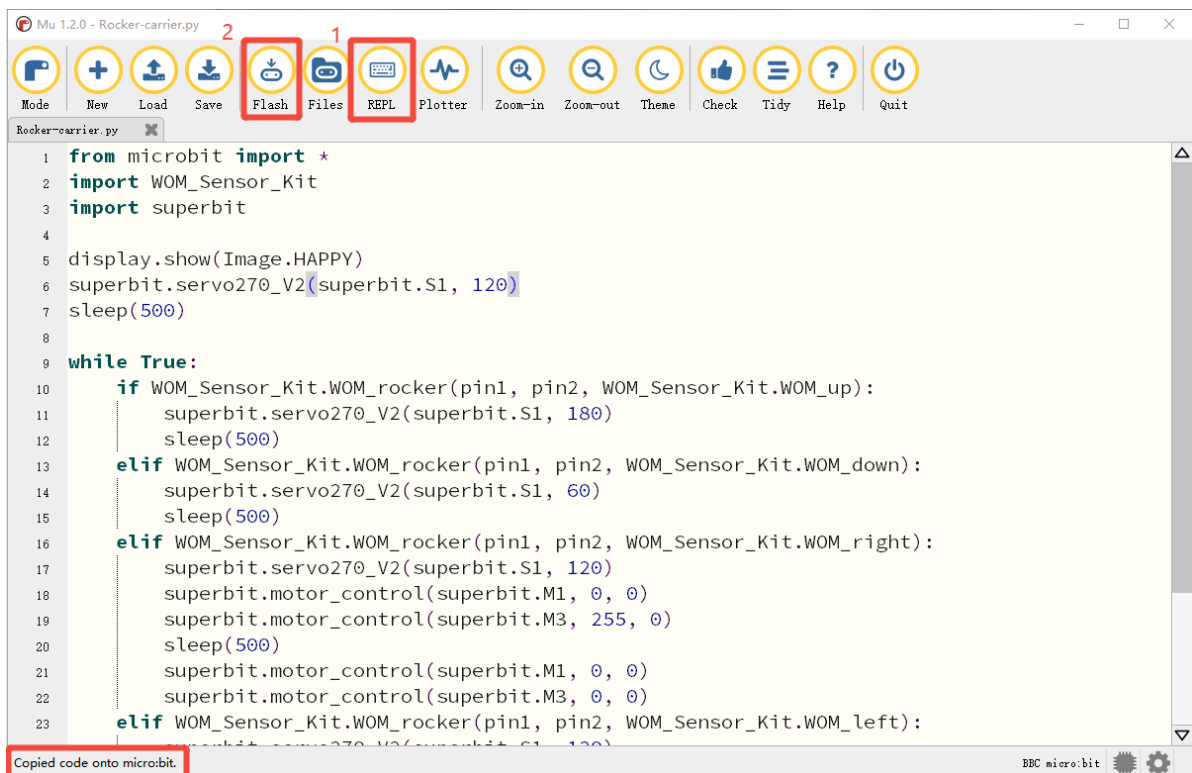 Mu 1.2.0 - Rocker-carrier.py
2 1
Mode New Load Save Flash Files REPL Plotter Zoom-in Zoom-out Theme Check Tidy Help Quit
Rocker-carrier.py
1 from microbit import *
2 import WOM_Sensor_Kit
3 import superbit
4
5 display.show(Image.HAPPY)
6 superbit.servo270_V2(superbit.S1, 120)
7 sleep(500)
8
9 while True:
10     if WOM_Sensor_Kit.WOM_rocker(pin1, pin2, WOM_Sensor_Kit.WOM_up):
11         superbit.servo270_V2(superbit.S1, 180)
12         sleep(500)
13     elif WOM_Sensor_Kit.WOM_rocker(pin1, pin2, WOM_Sensor_Kit.WOM_down):
14         superbit.servo270_V2(superbit.S1, 60)
15         sleep(500)
16     elif WOM_Sensor_Kit.WOM_rocker(pin1, pin2, WOM_Sensor_Kit.WOM_right):
17         superbit.servo270_V2(superbit.S1, 120)
18         superbit.motor_control(superbit.M1, 0, 0)
19         superbit.motor_control(superbit.M3, 255, 0)
20         sleep(500)
21         superbit.motor_control(superbit.M1, 0, 0)
22         superbit.motor_control(superbit.M3, 0, 0)
23     elif WOM_Sensor_Kit.WOM_rocker(pin1, pin2, WOM_Sensor_Kit.WOM_left):
Copied code onto micro:bit. BBC micro:bit